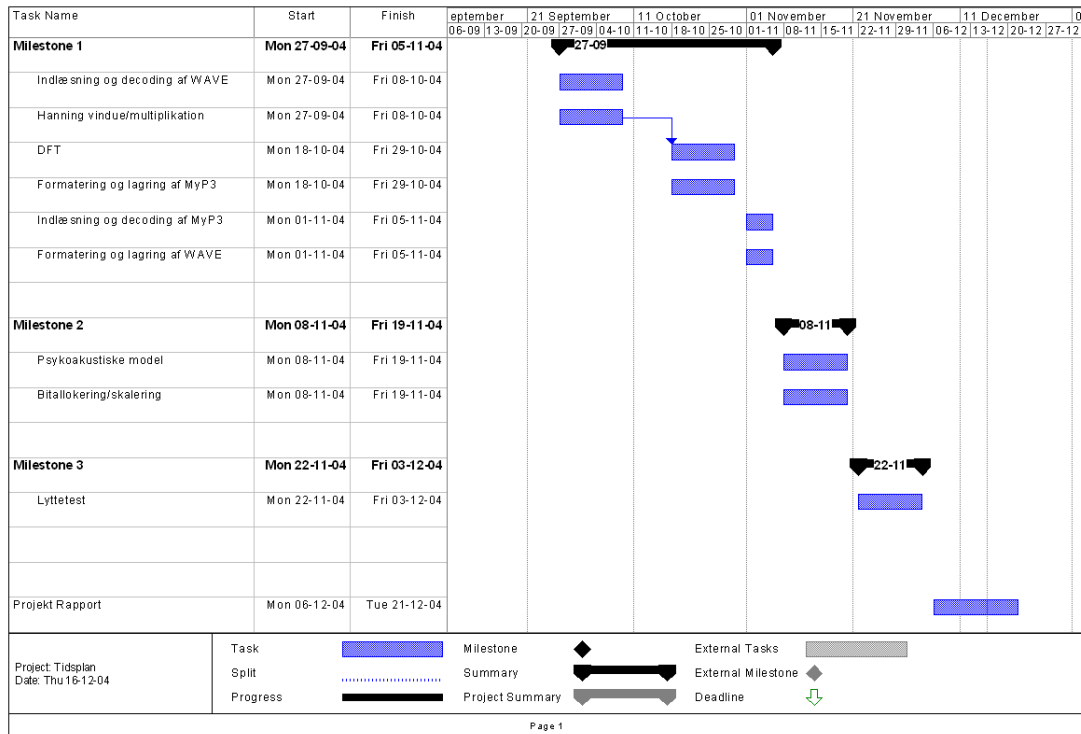 Task Name Start Finish eptember 21 September 11 October 01 November 21 November 11 December 0
06-09 13-09 20-09 27-09 04-10 11-10 18-10 25-10 01-11 08-11 15-11 22-11 29-11 06-12 13-12 20-12 27-12
Milestone 1 Mon 27-09-04 Fri 05-11-04 27-09
Indlæsning og decoding af WAVE Mon 27-09-04 Fri 08-10-04
Hanning vindue/multiplikation Mon 27-09-04 Fri 08-10-04
DFT Mon 18-10-04 Fri 29-10-04
Formatering og lagring af MyP3 Mon 18-10-04 Fri 29-10-04
Indlæsning og decoding af MyP3 Mon 01-11-04 Fri 05-11-04
Formatering og lagring af WAVE Mon 01-11-04 Fri 05-11-04
Milestone 2 Mon 08-11-04 Fri 19-11-04 08-11
Psykoakustiske model Mon 08-11-04 Fri 19-11-04
Bitallokering/skalering Mon 08-11-04 Fri 19-11-04
Milestone 3 Mon 22-11-04 Fri 03-12-04 22-11
Lyttetest Mon 22-11-04 Fri 03-12-04
Projekt Rapport Mon 06-12-04 Tue 21-12-04
Project: Tidsplan
Date: Thu 16-12-04
Task Milestone External Tasks
Split Summary External Milestone
Progress Project Summary Deadline
Page 1